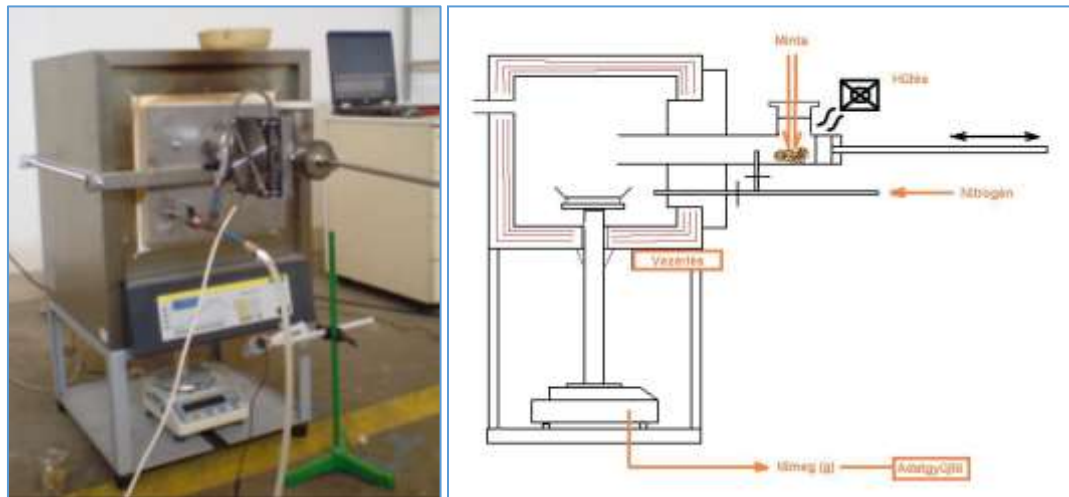 Minta
Hűtés
Nitrogén
Vezérlés
tömeg (g)
Adatgyűjtő